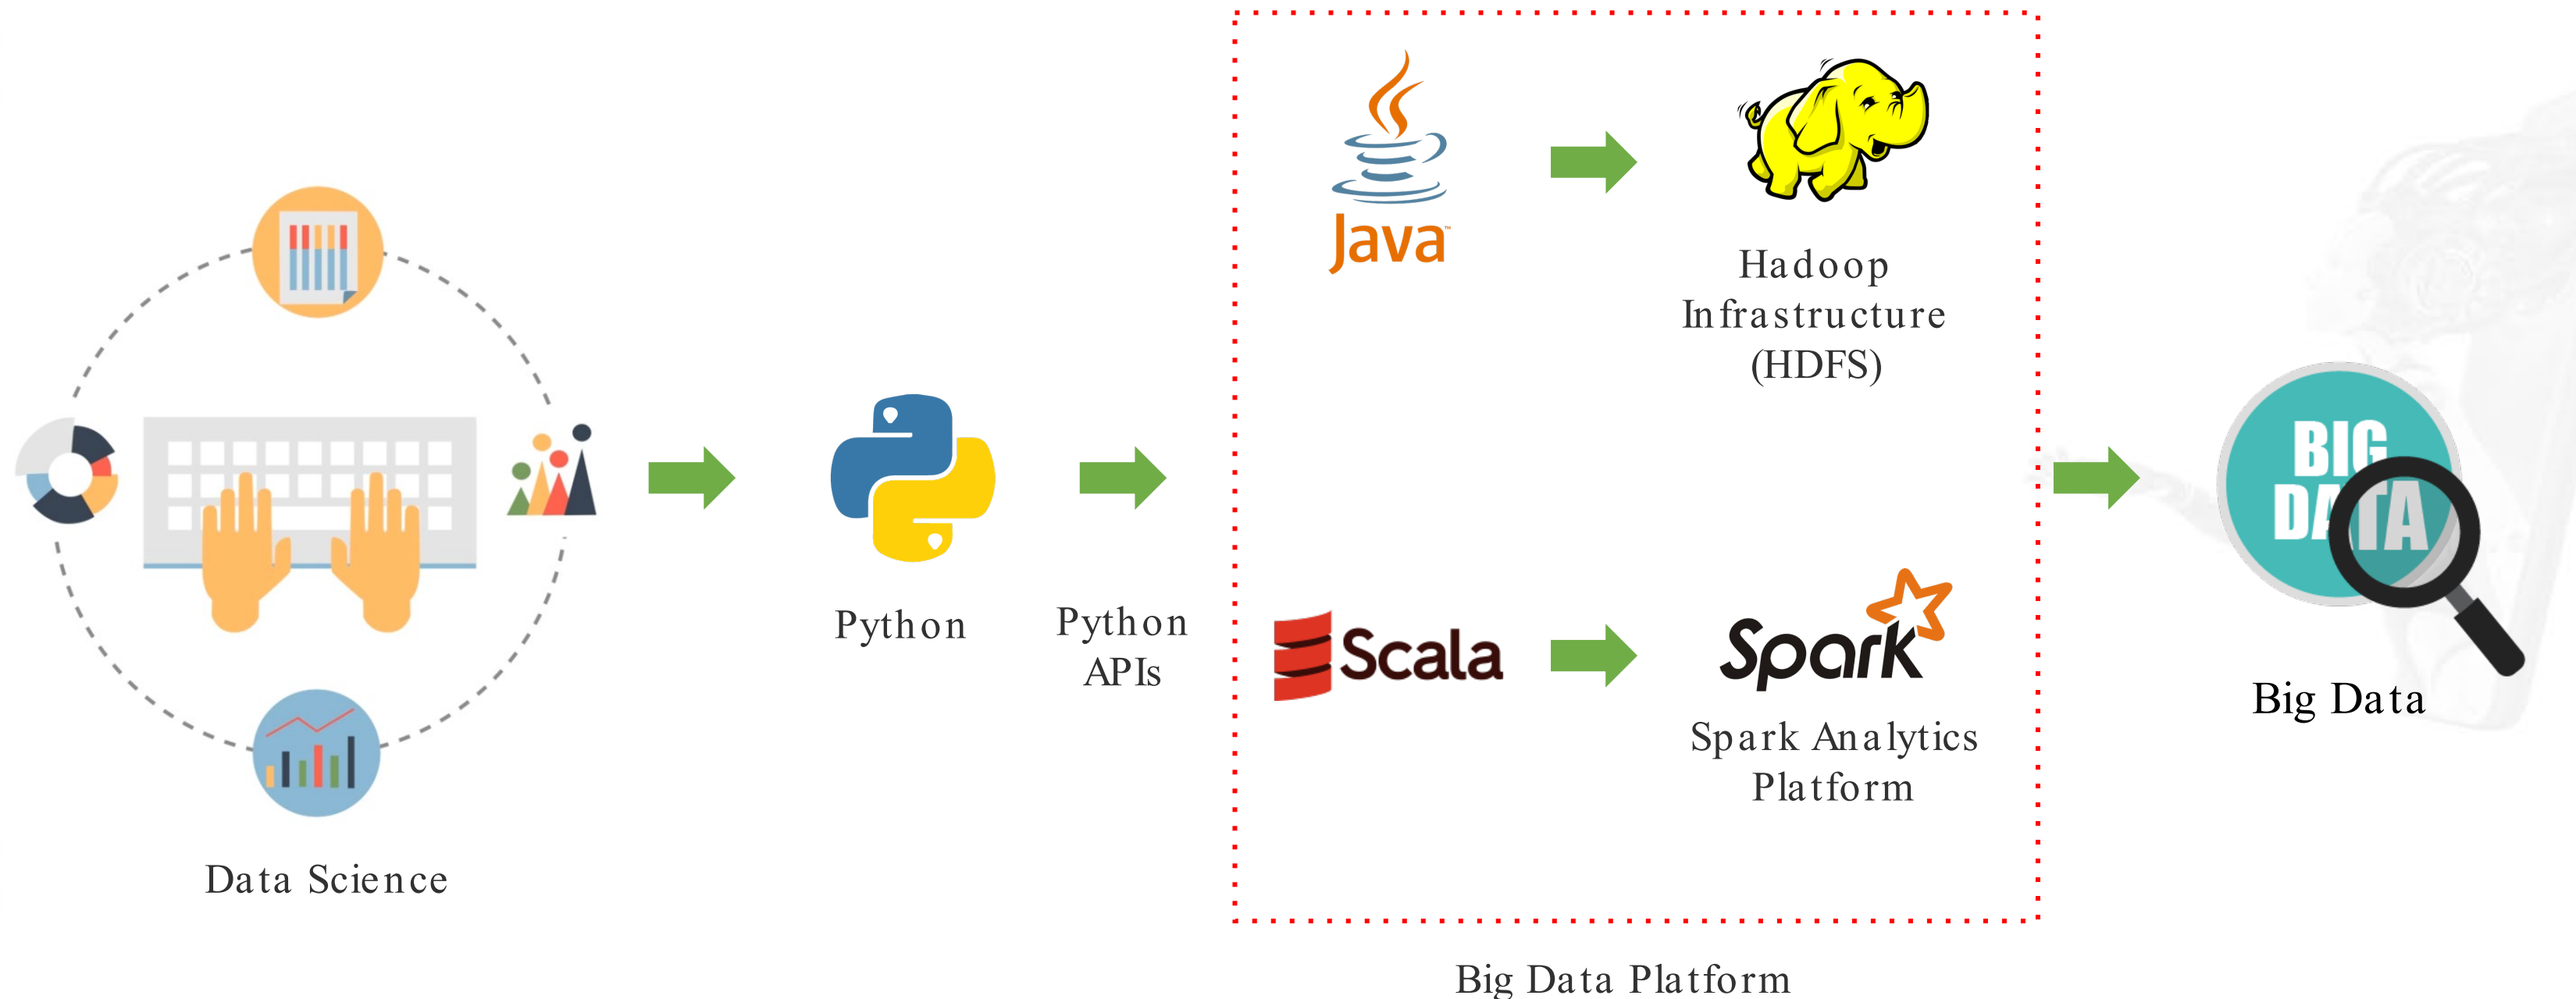 Java™
Hadoop
Infrastructure
(HDFS)
BIG
DATA
Python
Python
APIs
Scala
Spark
Spark Analytics
Platform
Big Data
Data Science
Big Data Platform